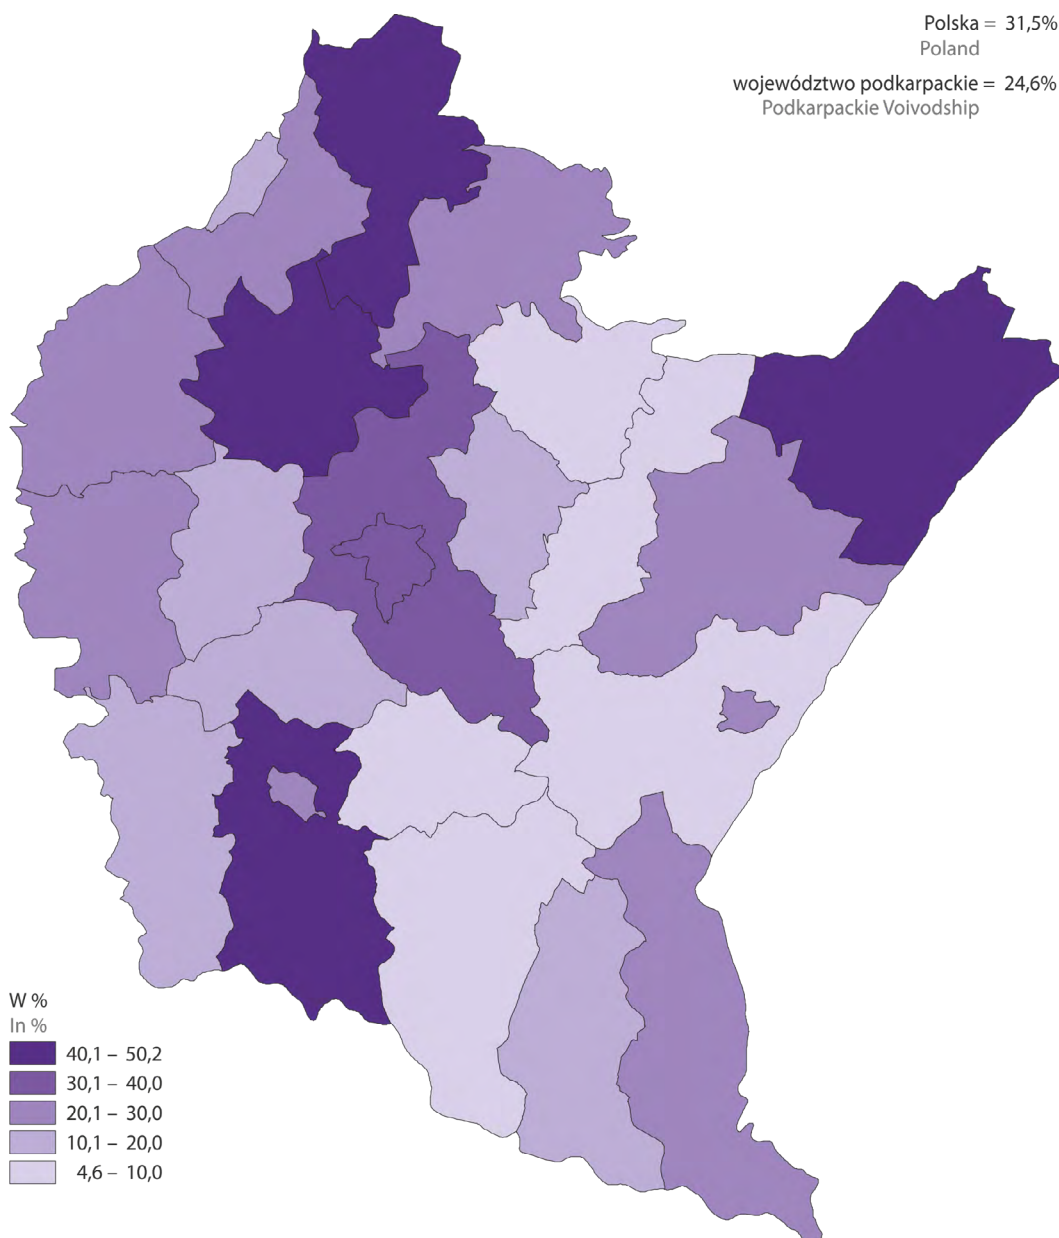 Polska = 31,5%
Poland
województwo podkarpackie = 24,6%
Podkarpackie Voivodship
W %
In %
40,1 – 50,2
30,1 – 40,0
20,1 – 30,0
10,1 – 20,0
4,6 – 10,0